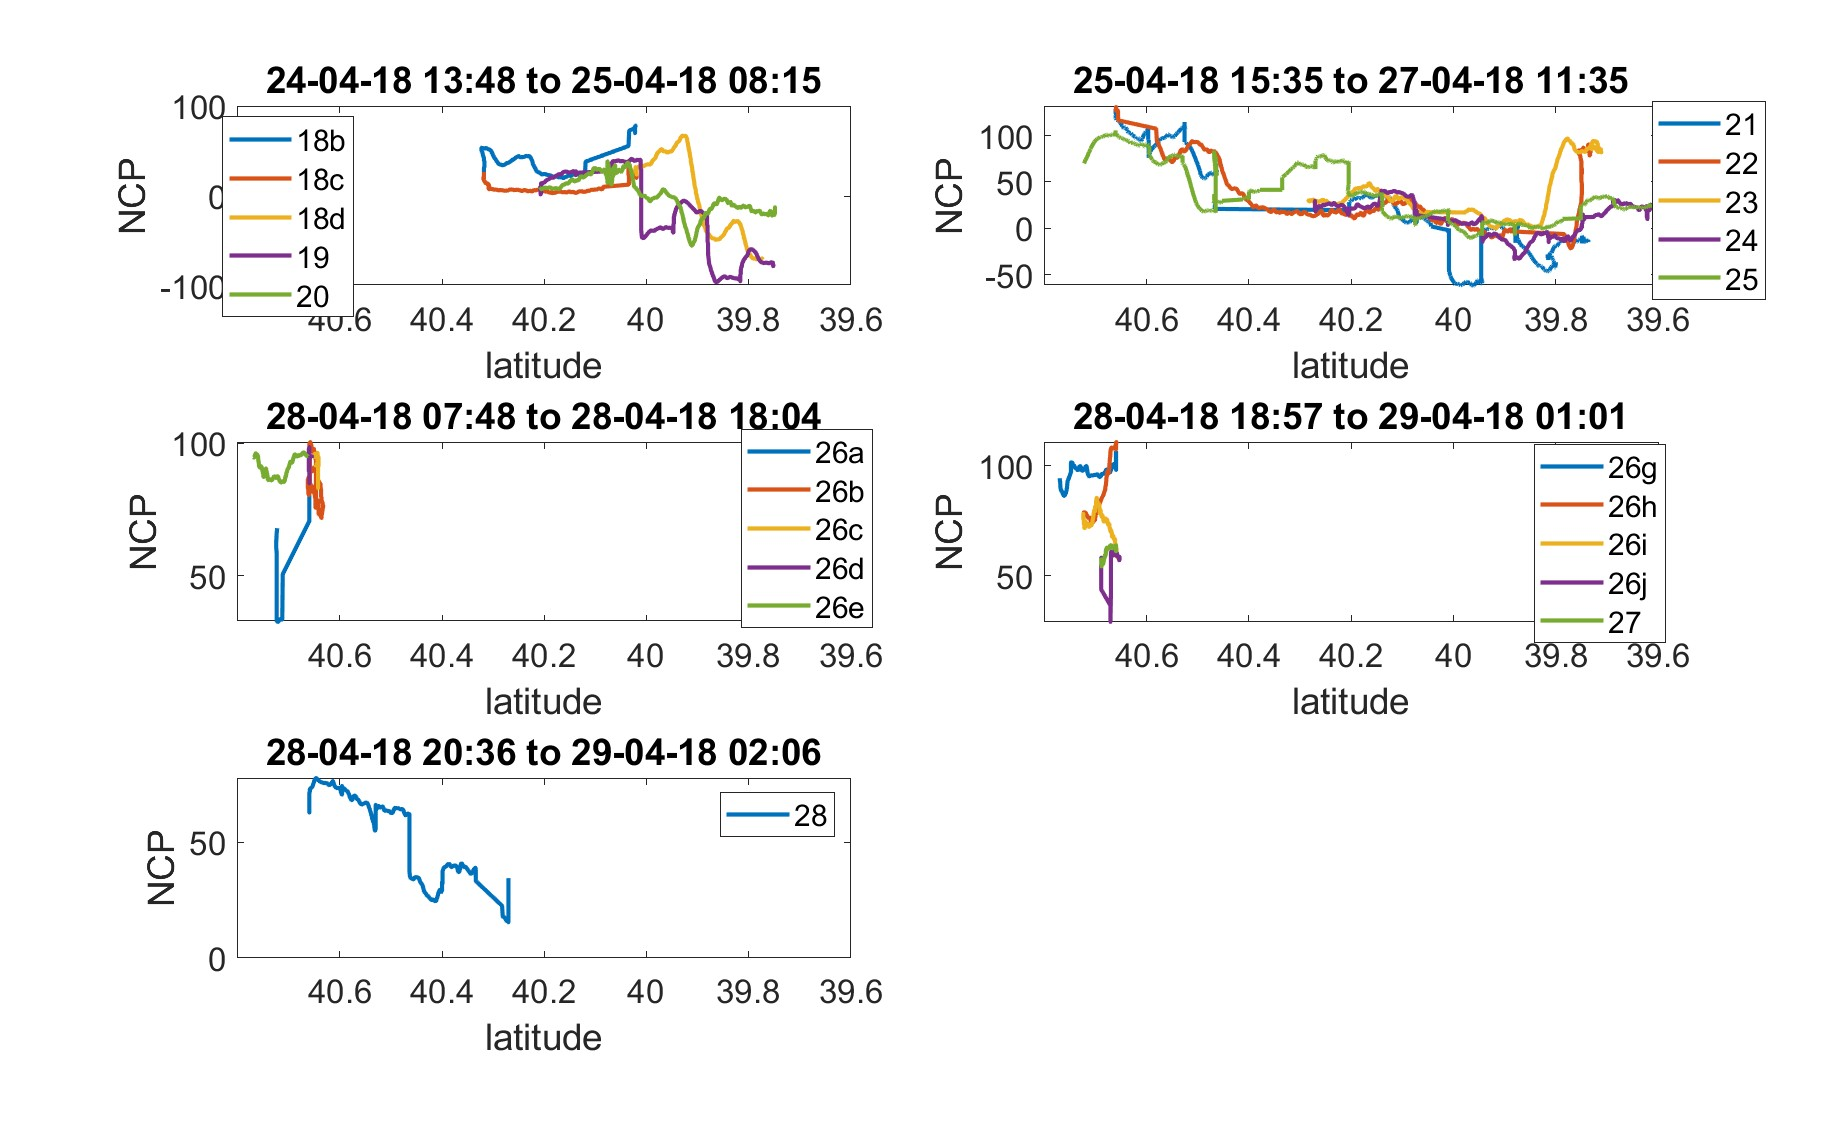 24-04-18 13:48 to 25-04-18 08:15
100
0
-100
NCP
18b
18c
18d
19
20
40.6 40.4 40.2 40 39.8 39.6
latitude
25-04-18 15:35 to 27-04-18 11:35
100
50
0
-50
NCP
21
22
23
24
25
40.6 40.4 40.2 40 39.8 39.6
latitude
28-04-18 07:48 to 28-04-18 18:04
100
50
NCP
26a
26b
26c
26d
26e
40.6 40.4 40.2 40 39.8 39.6
latitude
28-04-18 18:57 to 29-04-18 01:01
100
50
NCP
26g
26h
26i
26j
27
40.6 40.4 40.2 40 39.8 39.6
latitude
28-04-18 20:36 to 29-04-18 02:06
50
0
NCP
28
40.6 40.4 40.2 40 39.8 39.6
latitude